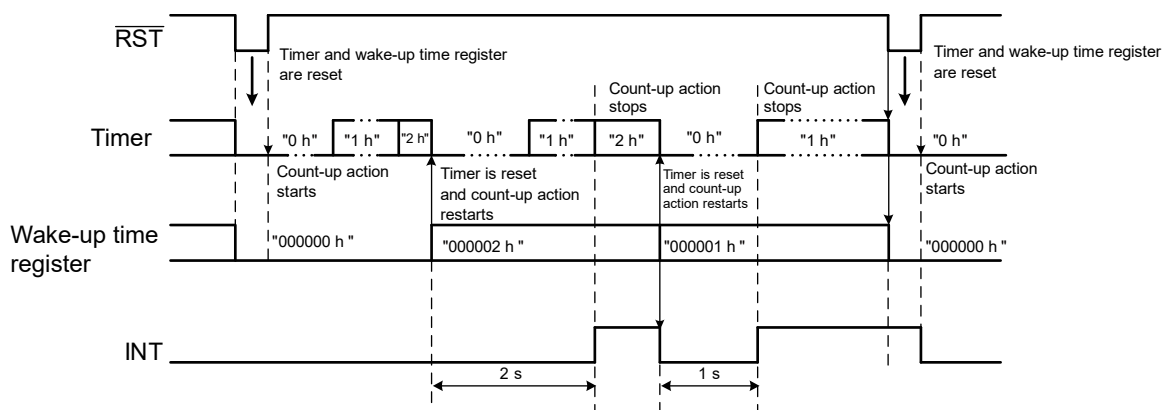 RST
Timer and wake-up time register
are reset
Timer and wake-up time register
are reset
Count-up action
stops
Count-up action
stops
Timer
"0 h"
"1 h"
"2 h"
"0 h"
"1 h"
"2 h"
"0 h"
"1 h"
"0 h"
Count-up action
starts
Timer is reset
and count-up action
restarts
Timer is reset
and count-up
action restarts
Count-up action
starts
Wake-up time
register
"000000 h "
"000002 h "
"000001 h "
"000000 h "
INT
2 s
1 s